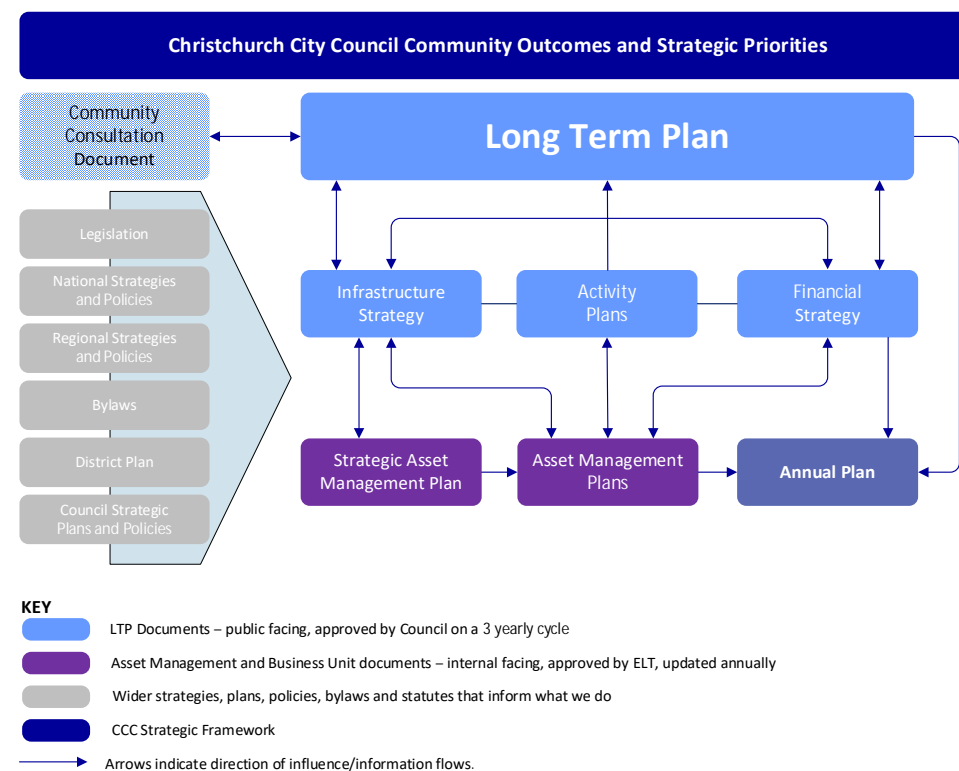 Christchurch City Council Community Outcomes and Strategic Priorities
Community
Consultation
Document
Long Term Plan
Legislation
National Strategies
and Policies
Regional Strategies
and Policies
Bylaws
District Plan
Council Strategic
Plans and Policies
Infrastructure
Strategy
Activity
Plans
Financial
Strategy
Strategic Asset
Management Plan
Asset Management
Plans
Annual Plan
KEY
LTP Documents – public facing, approved by Council on a 3 yearly cycle
Asset Management and Business Unit documents – internal facing, approved by ELT, updated annually
Wider strategies, plans, policies, bylaws and statutes that inform what we do
CCC Strategic Framework
Arrows indicate direction of influence/information flows.